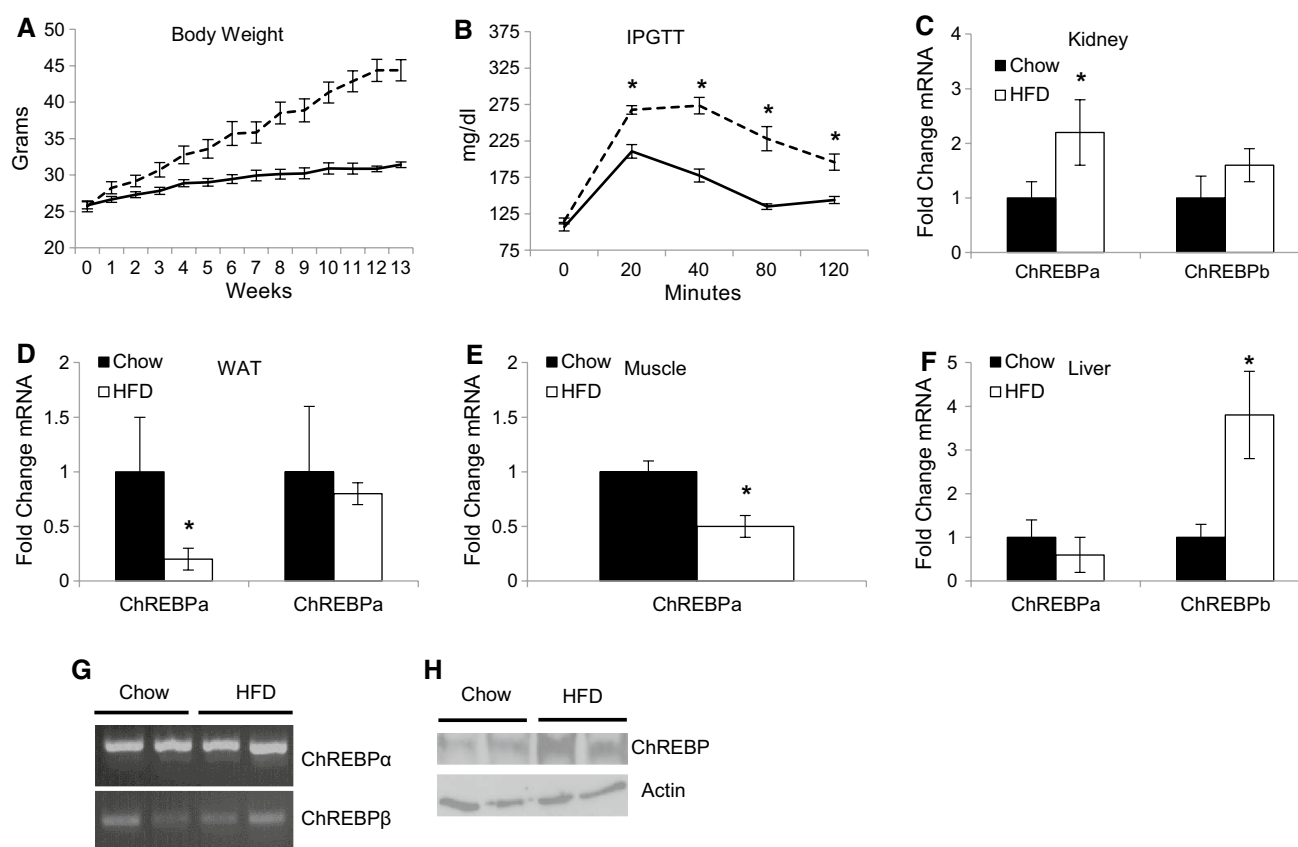 A
Body Weight
50
45
40
35
30
25
20
Grams
0 1 2 3 4 5 6 7 8 9 10 11 12 13
Weeks
B
IPGTT
375
325
275
225
175
125
75
mg/dl
* * * *
0 20 40 80 120
Minutes
C
Kidney
Chow
HFD
4
3
2
1
0
Fold Change mRNA
*
ChREBPa ChREBPb
D
WAT
Chow
HFD
2
1.5
1
0.5
0
Fold Change mRNA
*
ChREBPa ChREBPa
E
Muscle
Chow
HFD
2
1.5
1
0.5
0
Fold Change mRNA
*
ChREBPa
F
Liver
Chow
HFD
5
4
3
2
1
0
Fold Change mRNA
*
ChREBPa ChREBPb
G
Chow HFD
ChREBPα
ChREBPβ
H
Chow HFD
ChREBP
Actin